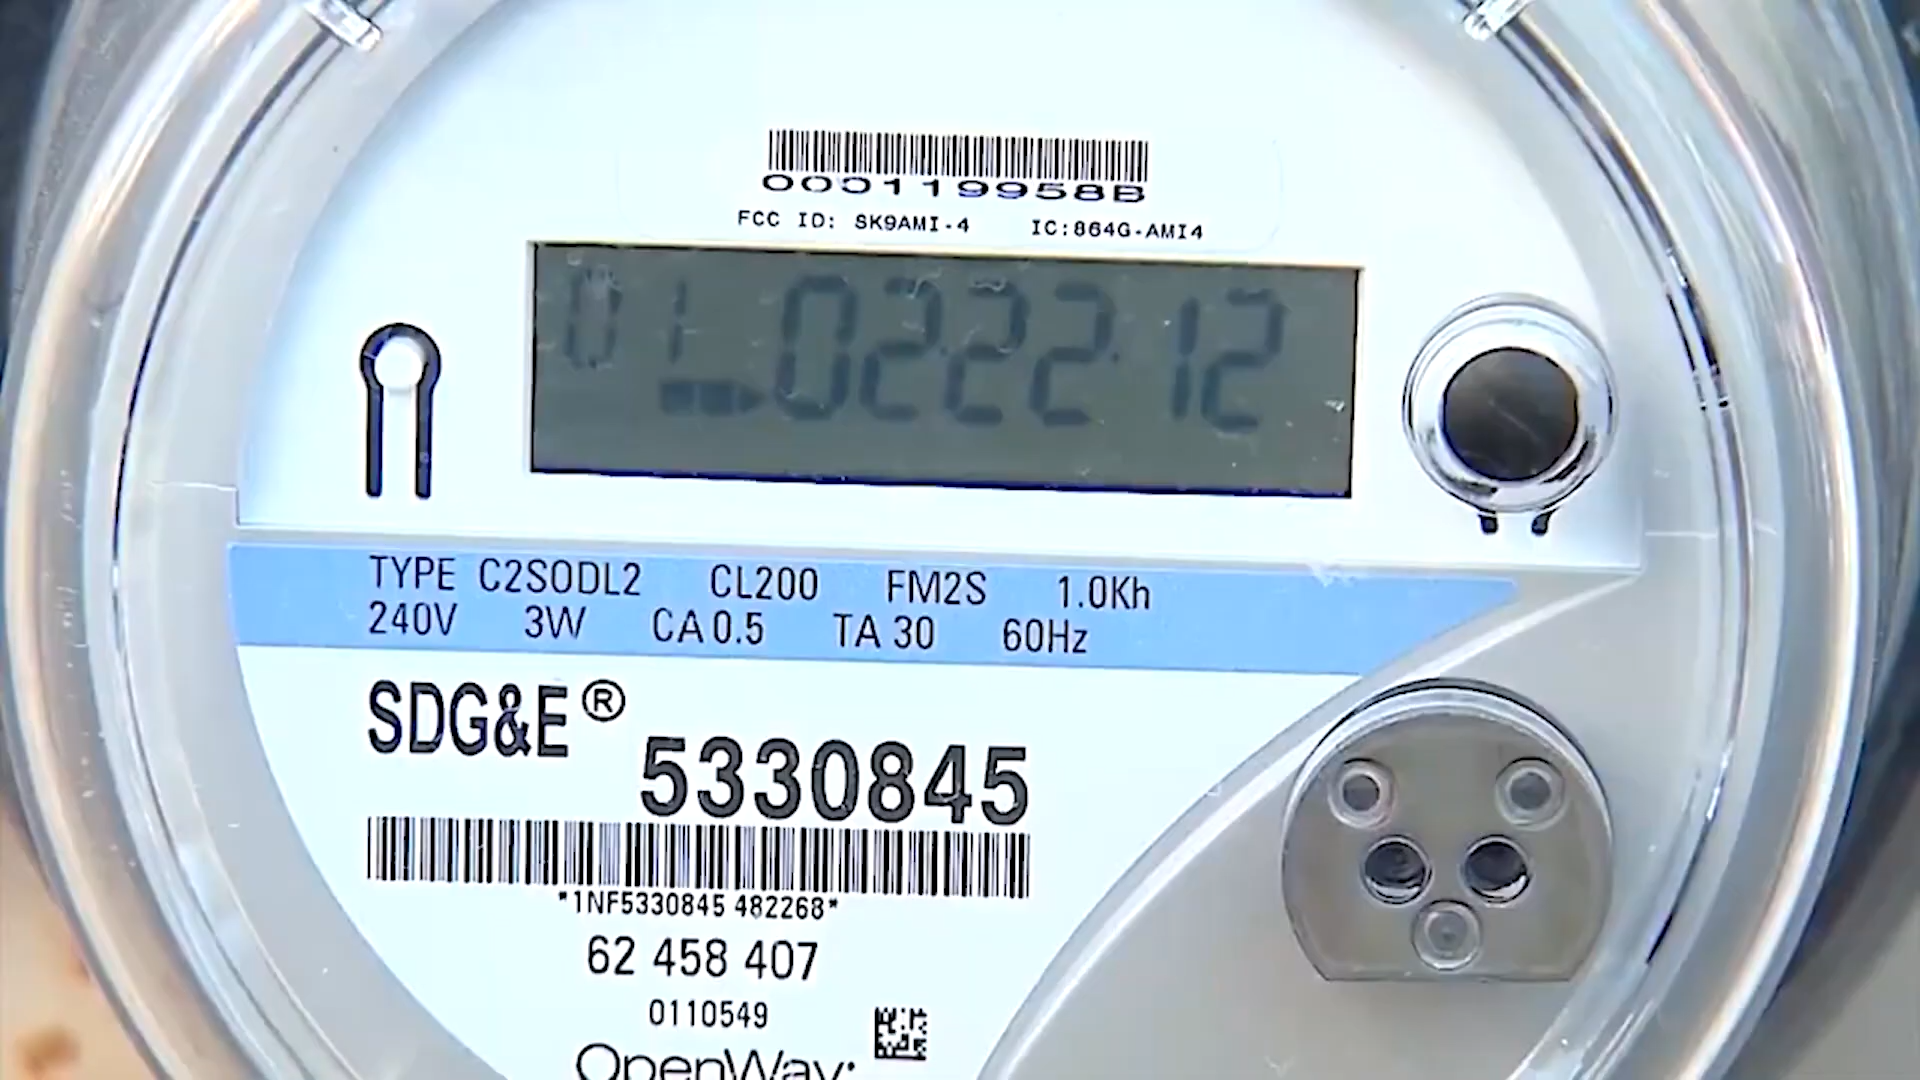 000119958B
FCC ID: SK9AMI-4 IC:864G-AMI4
01 022212
TYPE C2SODL2 CL200 FM2S 1.0Kh
240V 3W CA 0.5 TA 30 60Hz
SDG&E®
5330845
*1NF5330845 482268*
62 458 407
0110549
OpenWay